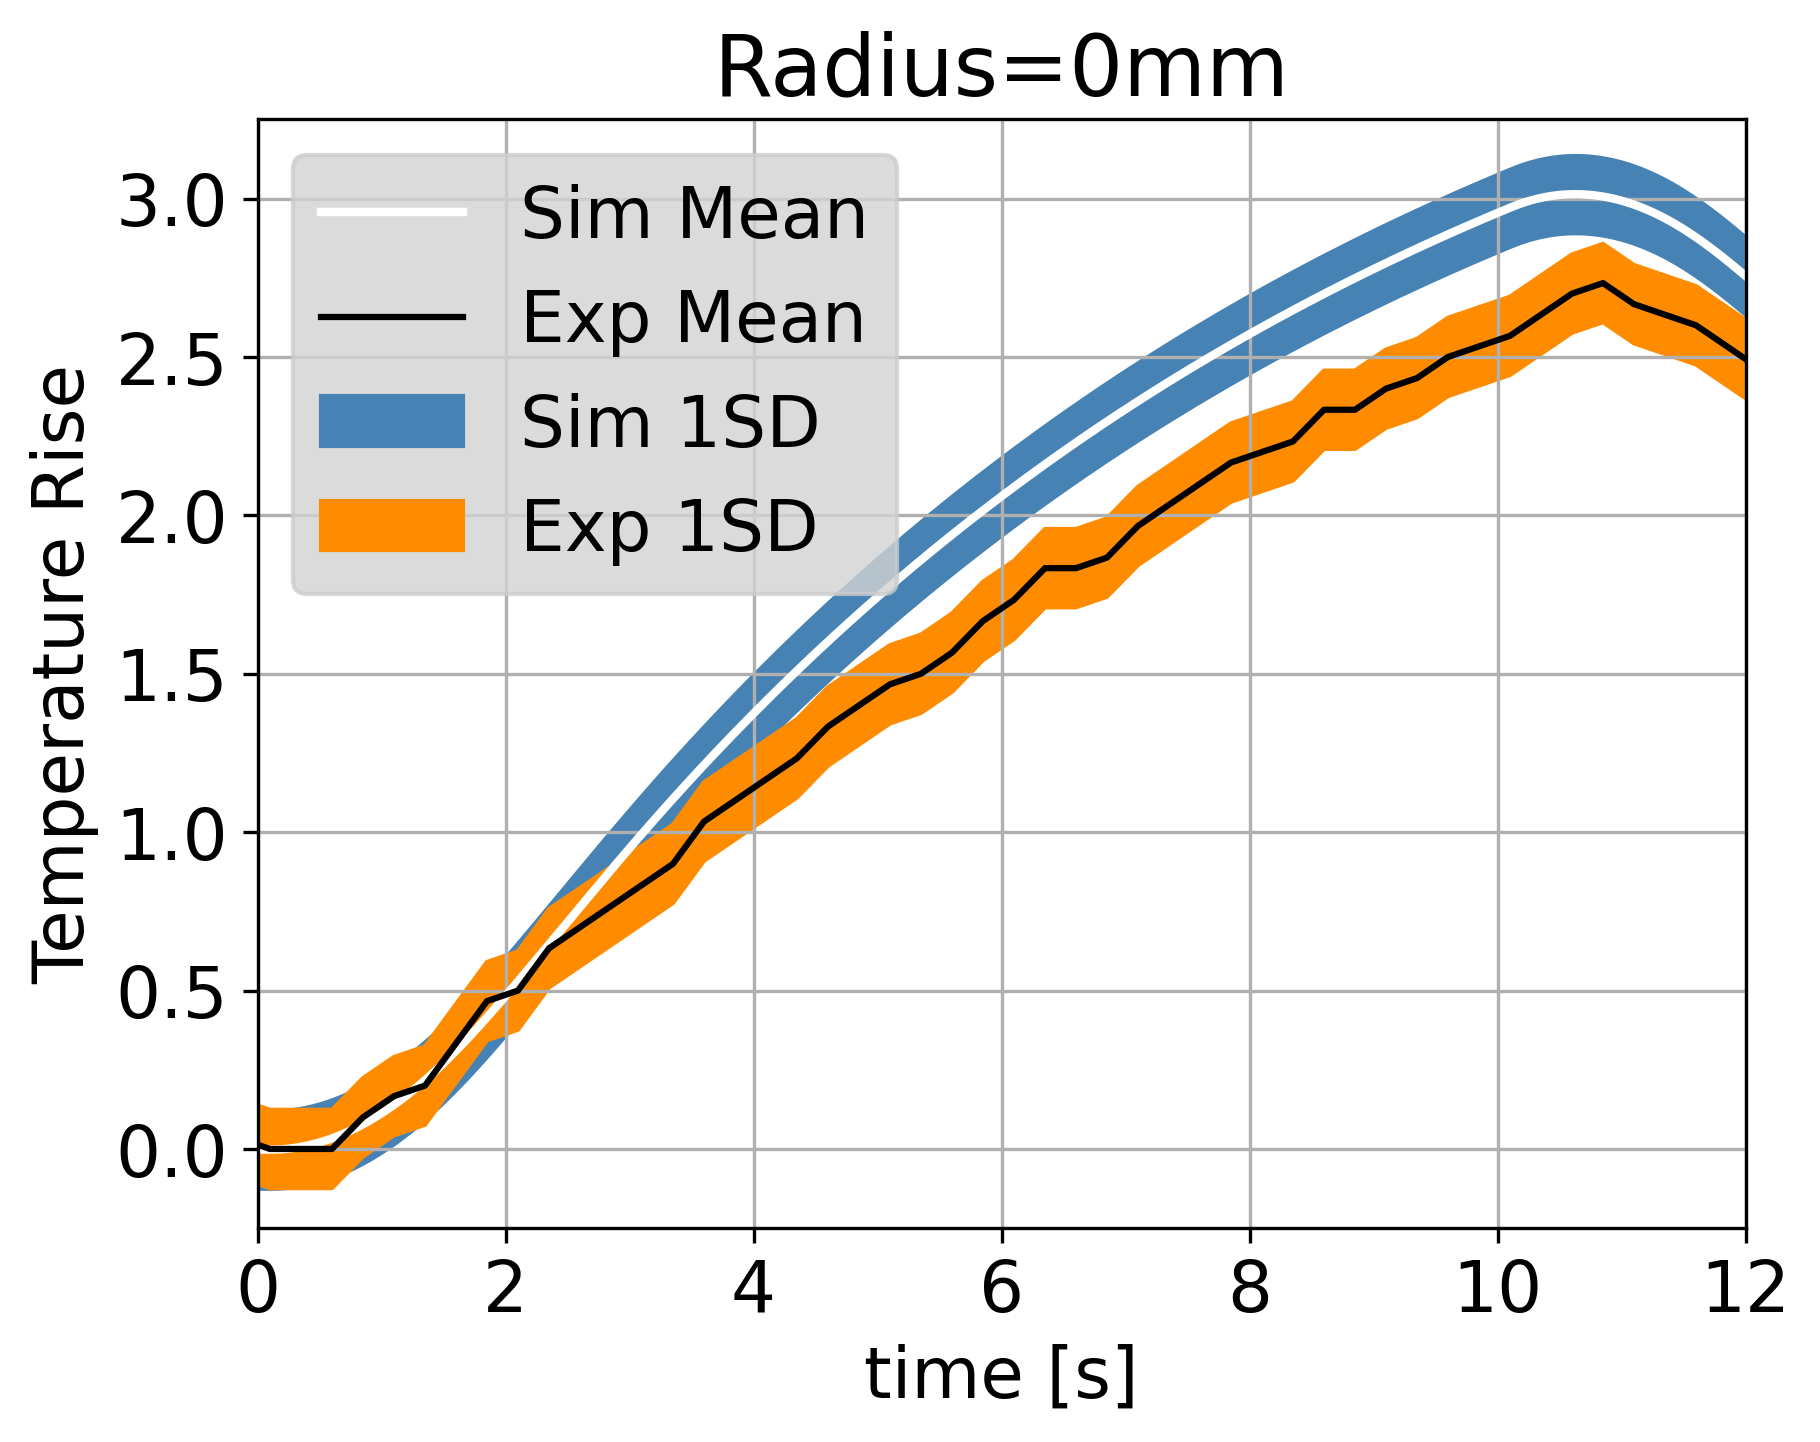 Radius=0mm
Temperature Rise
3.0
2.5
2.0
1.5
1.0
0.5
0.0
Sim Mean
Exp Mean
Sim 1SD
Exp 1SD
0 2 4 6 8 10 12
time [s]